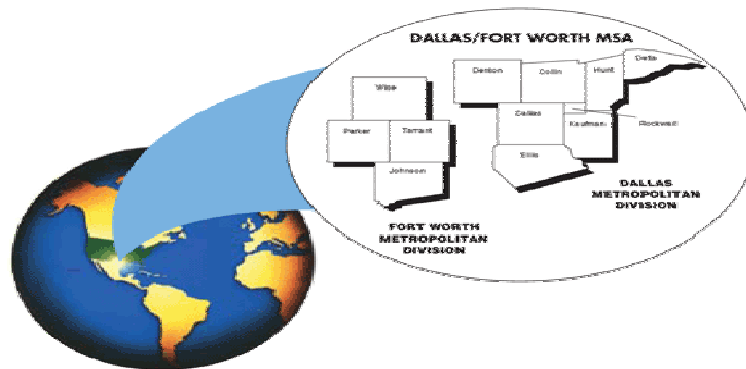 DALLAS/FORT WORTH MSA
Wise
Parker
Tarrant
Johnson
FORT WORTH
METROPOLITAN
DIVISION
Denton
Collin
Hunt
Delta
Dallas
Kaufman
Rockwall
Ellis
DALLAS
METROPOLITAN
DIVISION